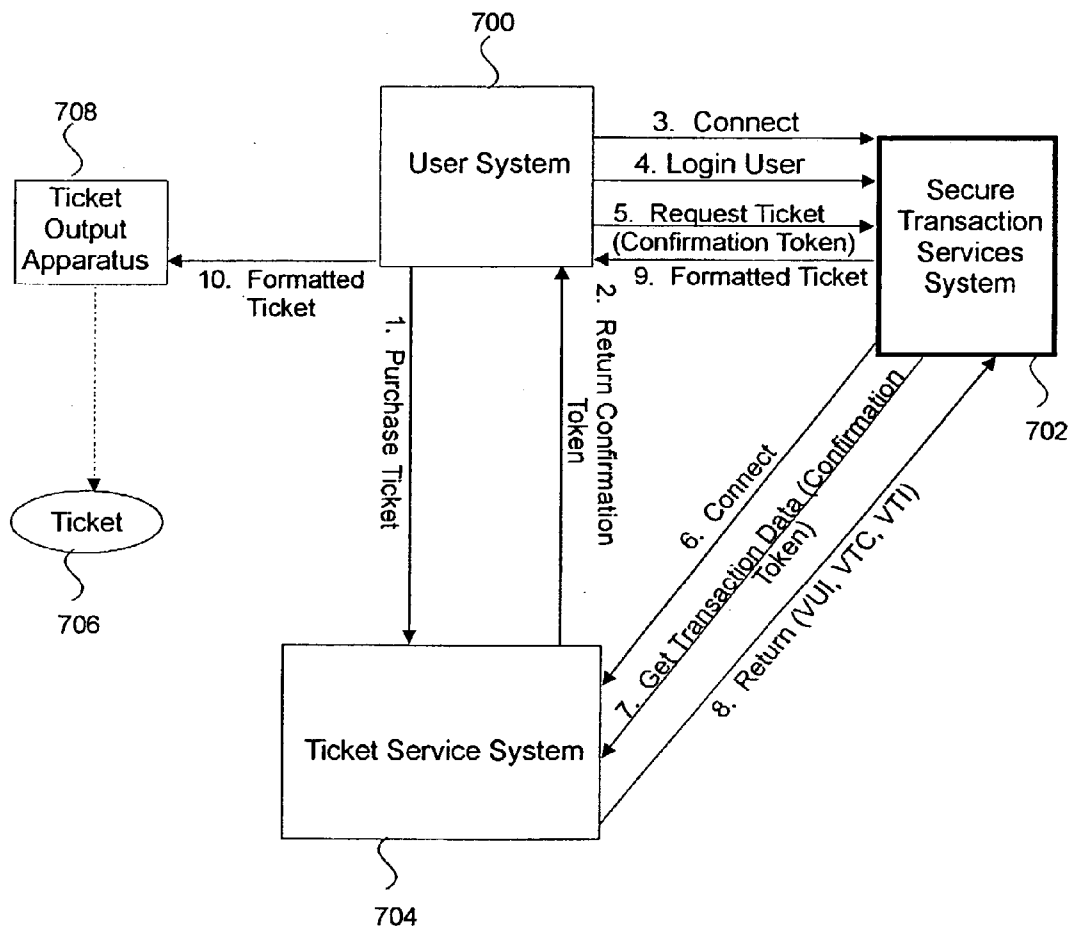 700
708
User System
3. Connect
4. Login User
5. Request Ticket
(Confirmation Token)
9. Formatted Ticket
Secure
Transaction
Services
System
Ticket
Output
Apparatus
10. Formatted
Ticket
1. Purchase Ticket
2. Return Confirmation
Token
702
6. Connect
7. Get Transaction Data (Confirmation
Token)
8. Return (VUI, VTC, VTI)
Ticket
706
Ticket Service System
704